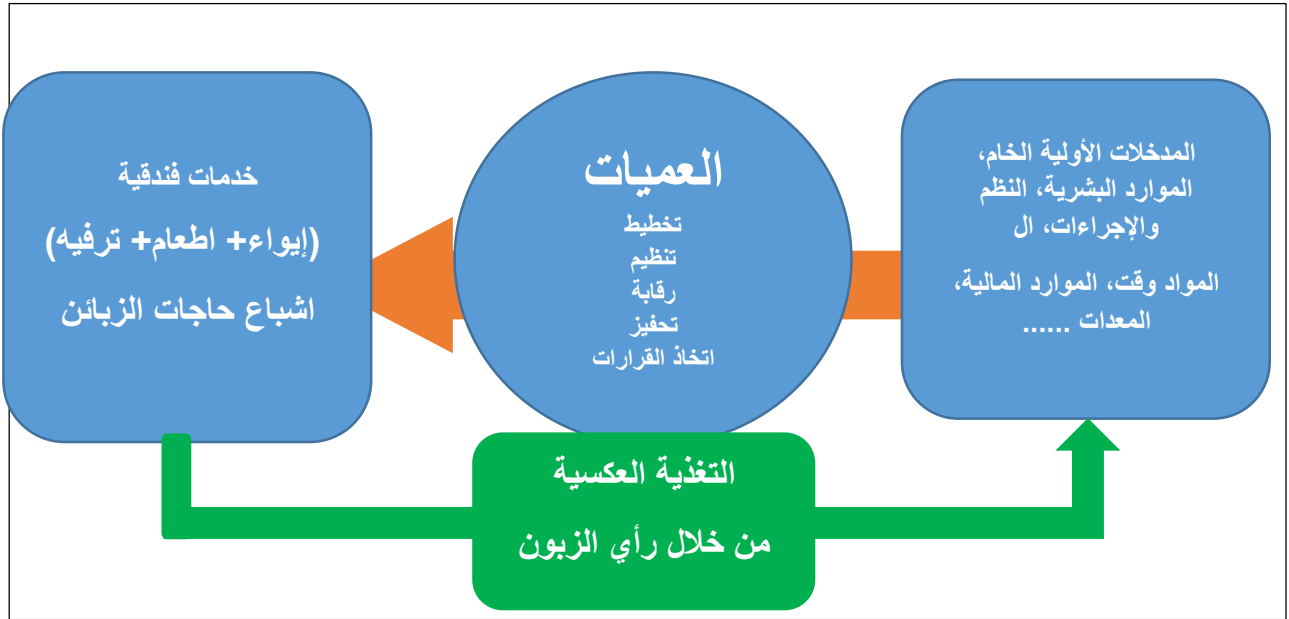 المدخلات الأولية الخام،
الموارد البشرية، النظم
والإجراءات، ال
المواد وقت، الموارد المالية،
المعدات ......
العميات
تخطيط
تنظيم
رقابة
تحفيز
اتخاذ القرارات
خدمات فندقية
(إيواء+ اطعام+ ترفيه)
اشباع حاجات الزبائن
التغذية العكسية
من خلال رأي الزبون